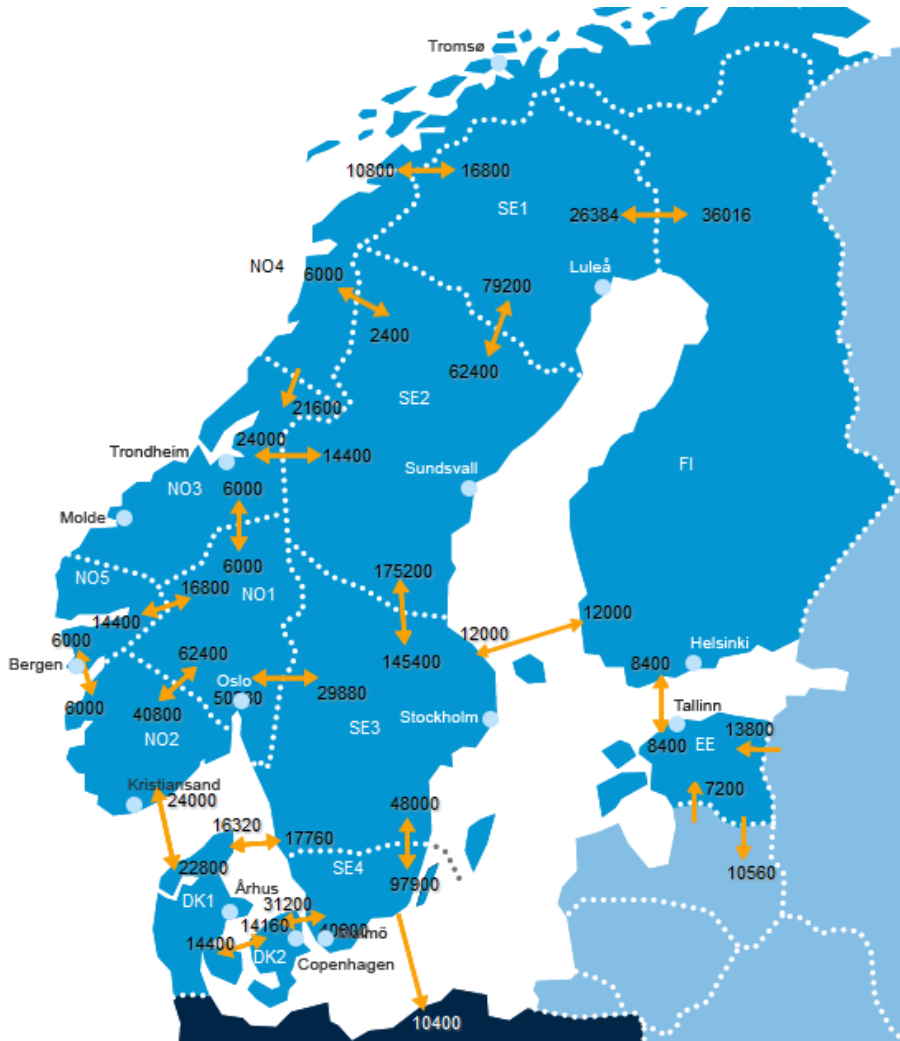 Tromsø
10800
16800
SE1
26384
36016
NO4
6000
Luleå
79200
2400
62400
SE2
21600
24000
Trondheim
14400
FI
Sundsvall
NO3
6000
Molde
6000
175200
NO5
16800
NO1
14400
12000
12000
6000
Bergen
62400
145400
Helsinki
8400
Oslo
29880
6000
40800
Stockholm
Tallinn
NO2
SE3
13800
8400
EE
Kristiansand
24000
7200
48000
16320
17760
22800
SE4
97900
10560
DK1
Århus
31200
14160
14400
Malmö
DK2
Copenhagen
10400